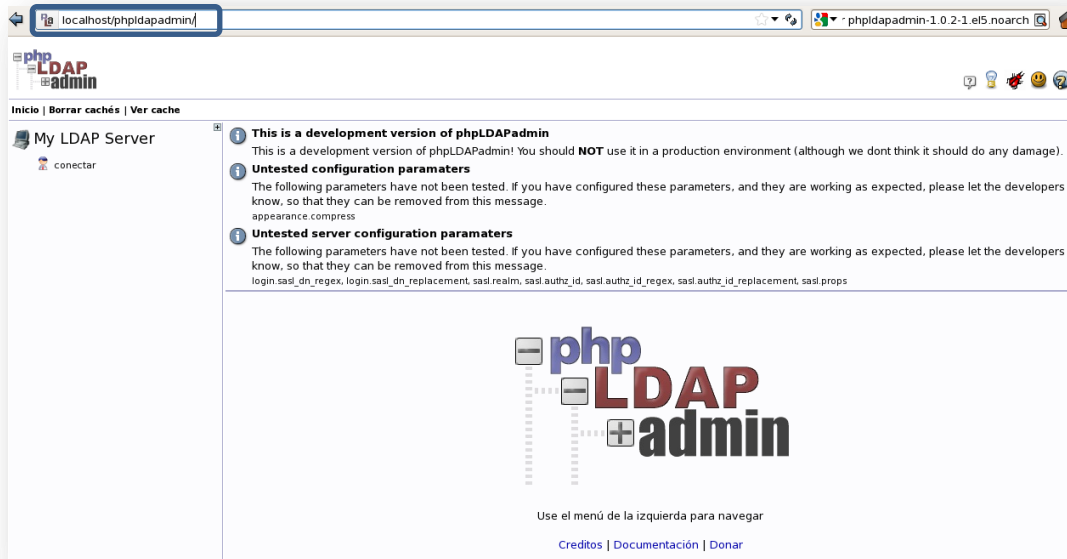 localhost/phpldapadmin/
phpldapadmin-1.0.2-1.el5.noarch
php
LDAP
admin
Inicio | Borrar cachés | Ver cache
My LDAP Server
conectar
This is a development version of phpLDAPadmin
This is a development version of phpLDAPadmin! You should NOT use it in a production environment (although we dont think it should do any damage).
Untested configuration paramaters
The following parameters have not been tested. If you have configured these parameters, and they are working as expected, please let the developers
know, so that they can be removed from this message.
appearance.compress
Untested server configuration paramaters
The following parameters have not been tested. If you have configured these parameters, and they are working as expected, please let the developers
know, so that they can be removed from this message.
login.sasl_dn_regex, login.sasl_dn_replacement, sasl.realm, sasl.authz_id, sasl.authz_id_regex, sasl.authz_id_replacement, sasl.props
php
LDAP
admin
Use el menú de la izquierda para navegar
Creditos | Documentación | Donar